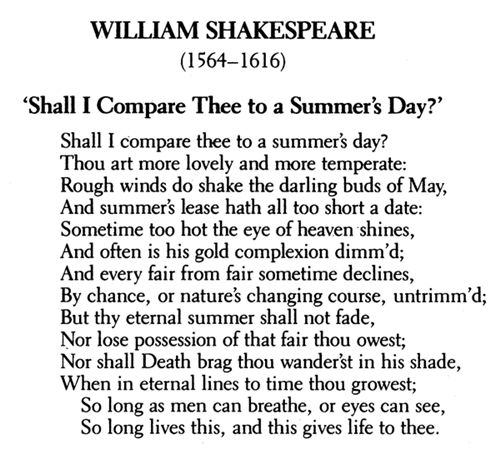 WILLIAM SHAKESPEARE
(1564–1616)
‘Shall I Compare Thee to a Summer's Day?’
Shall I compare thee to a summer's day?
Thou art more lovely and more temperate:
Rough winds do shake the darling buds of May,
And summer's lease hath all too short a date:
Sometime too hot the eye of heaven shines,
And often is his gold complexion dimm'd;
And every fair from fair sometime declines,
By chance, or nature's changing course, untrimm'd;
But thy eternal summer shall not fade,
Nor lose possession of that fair thou owest;
Nor shall Death brag thou wander'st in his shade,
When in eternal lines to time thou growest;
So long as men can breathe, or eyes can see,
So long lives this, and this gives life to thee.